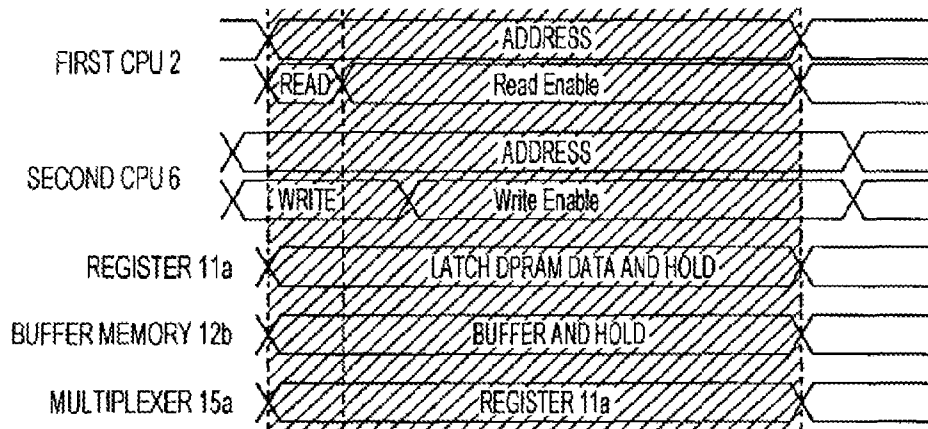 FIRST CPU 2
ADDRESS
READ
Read Enable
SECOND CPU 6
ADDRESS
WRITE
Write Enable
REGISTER 11a
LATCH DPRAM DATA AND HOLD
BUFFER MEMORY 12b
BUFFER AND HOLD
MULTIPLEXER 15a
REGISTER 11a